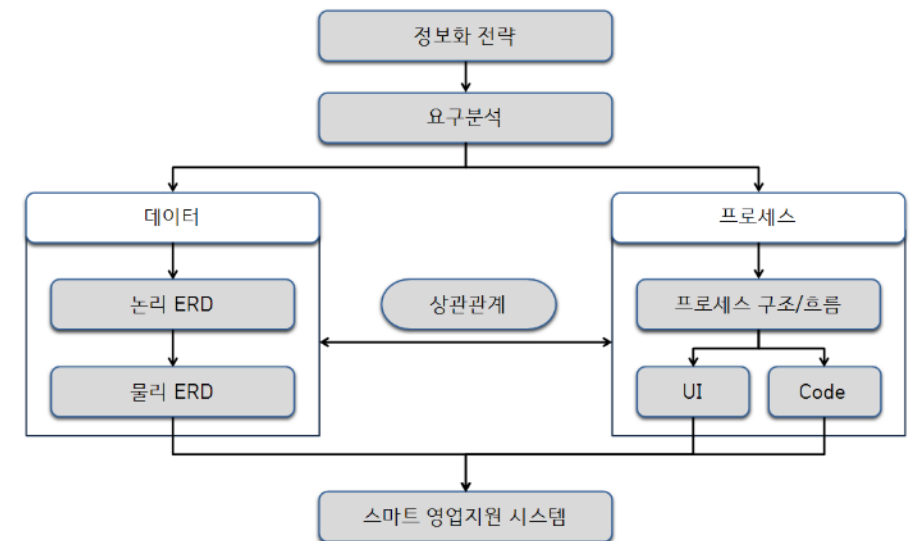 정보화 전략
요구분석
데이터
프로세스
논리 ERD
상관관계
프로세스 구조/흐름
물리 ERD
UI
Code
스마트 영업지원 시스템